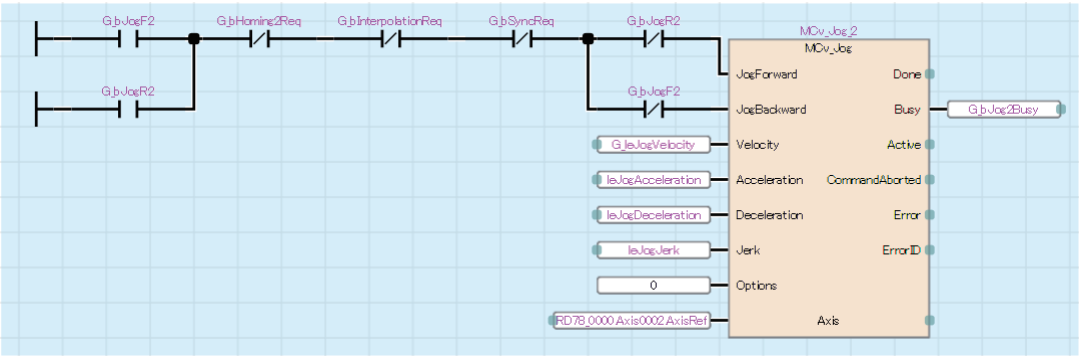 G_bJogF2
G_bHoming2Req
G_bInterpolationReq
G_bSyncReq
G_bJogR2
MCv_Jog_2
MCv_Jog
JogForward
Done
G_bJogR2
G_bJogF2
JogBackward
Busy
G_bJog2Busy
G_leJogVelocity
Velocity
Active
leJogAcceleration
Acceleration
CommandAborted
leJogDeceleration
Deceleration
Error
leJogJerk
Jerk
ErrorID
0
Options
RD78_0000.Axis0002.AxisRef
Axis